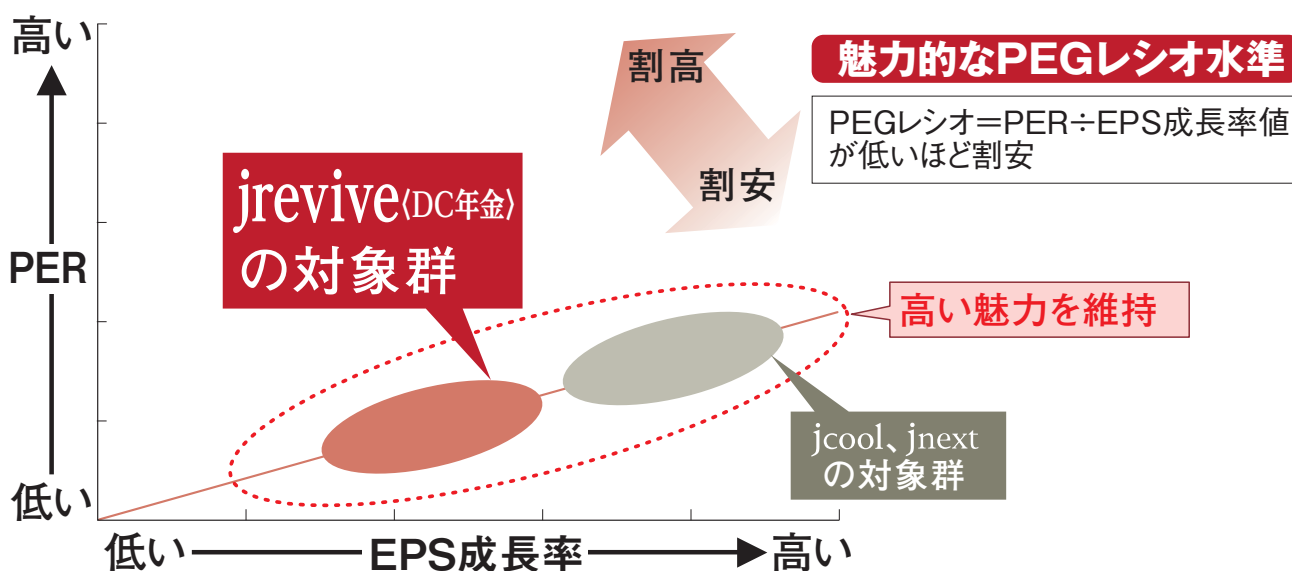 高い
PER
低い
割高
割安
魅力的なPEGレシオ水準
PEGレシオ=PER÷EPS成長率値
が低いほど割安
jrevive〈DC年金〉
の対象群
高い魅力を維持
jcool、jnext
の対象群
低い
EPS成長率
高い